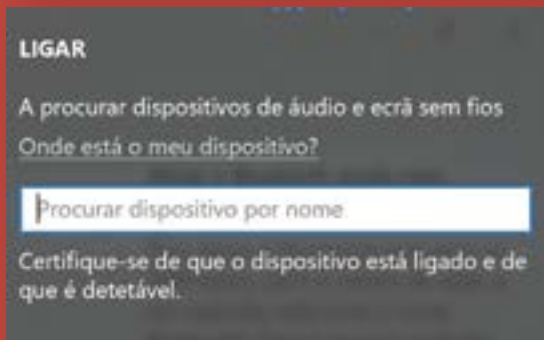 LIGAR
A procurar dispositivos de áudio e ecrã sem fios
Onde está o meu dispositivo?
Procurar dispositivo por nome
Certifique-se de que o dispositivo está ligado e de
que é detetável.